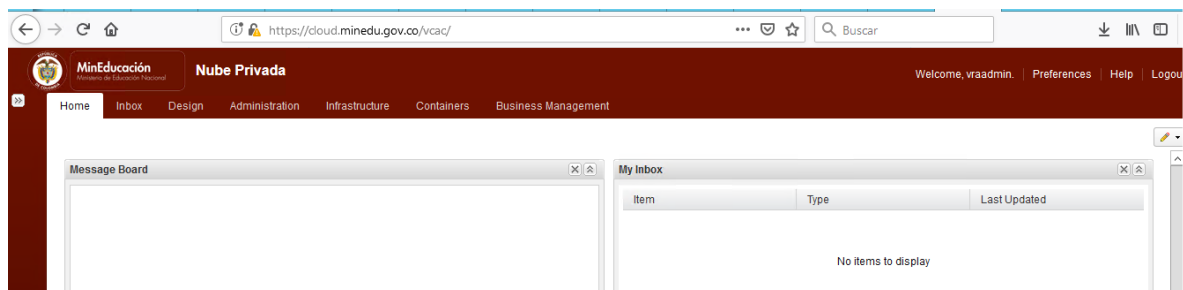 https://cloud.minedu.gov.co/vcac/
Buscar
MinEducación
Ministerio de Educación Nacional
Nube Privada
Welcome, vraadmin. | Preferences | Help | Logou
Home Inbox Design Administration Infrastructure Containers Business Management
Message Board
My Inbox
Item Type Last Updated
No items to display